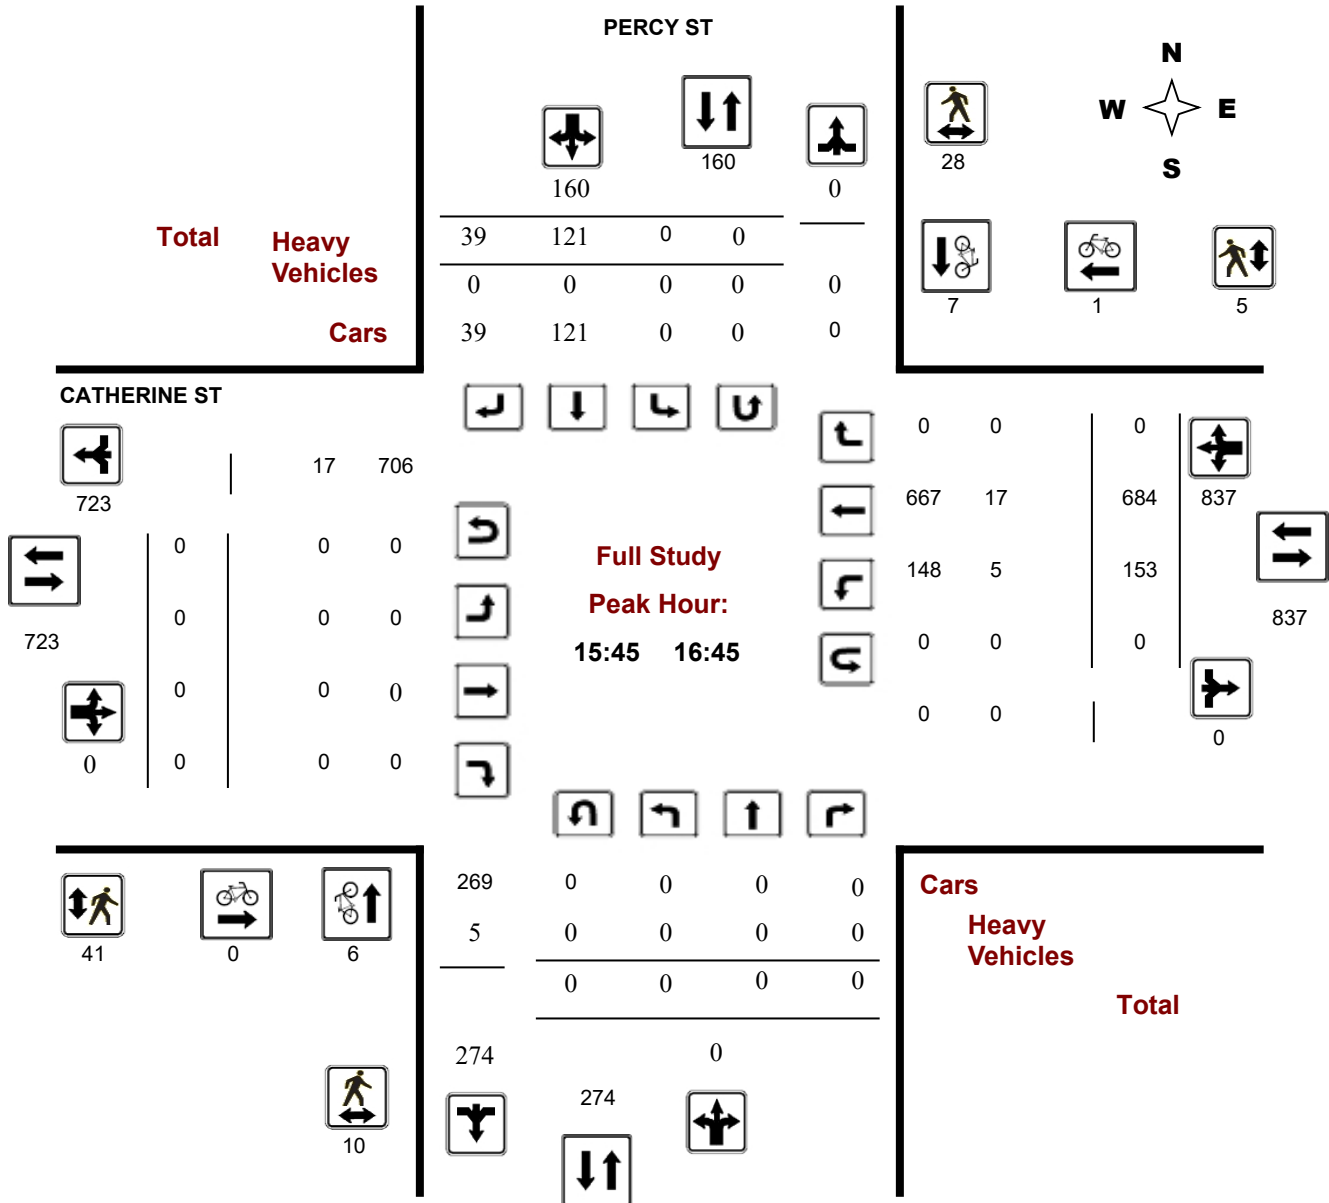 PERCY ST
N
W E
S
160
28
160 0
Total Heavy Vehicles
39 121 0 0
7 1 5
0 0 0 0 0
Cars 39 121 0 0 0
CATHERINE ST
0 0 0
17 706
723
667 17 684 837
0 0 0
Full Study
148 5 153
Peak Hour:
0 0 0
837
723
15:45 16:45
0 0 0
0 0 0
0 0
0
0 0 0 0
269 0 0 0 0
Cars
5 0 0 0 0
Heavy Vehicles
41 0 6
0 0 0 0
Total
274 0
274
10